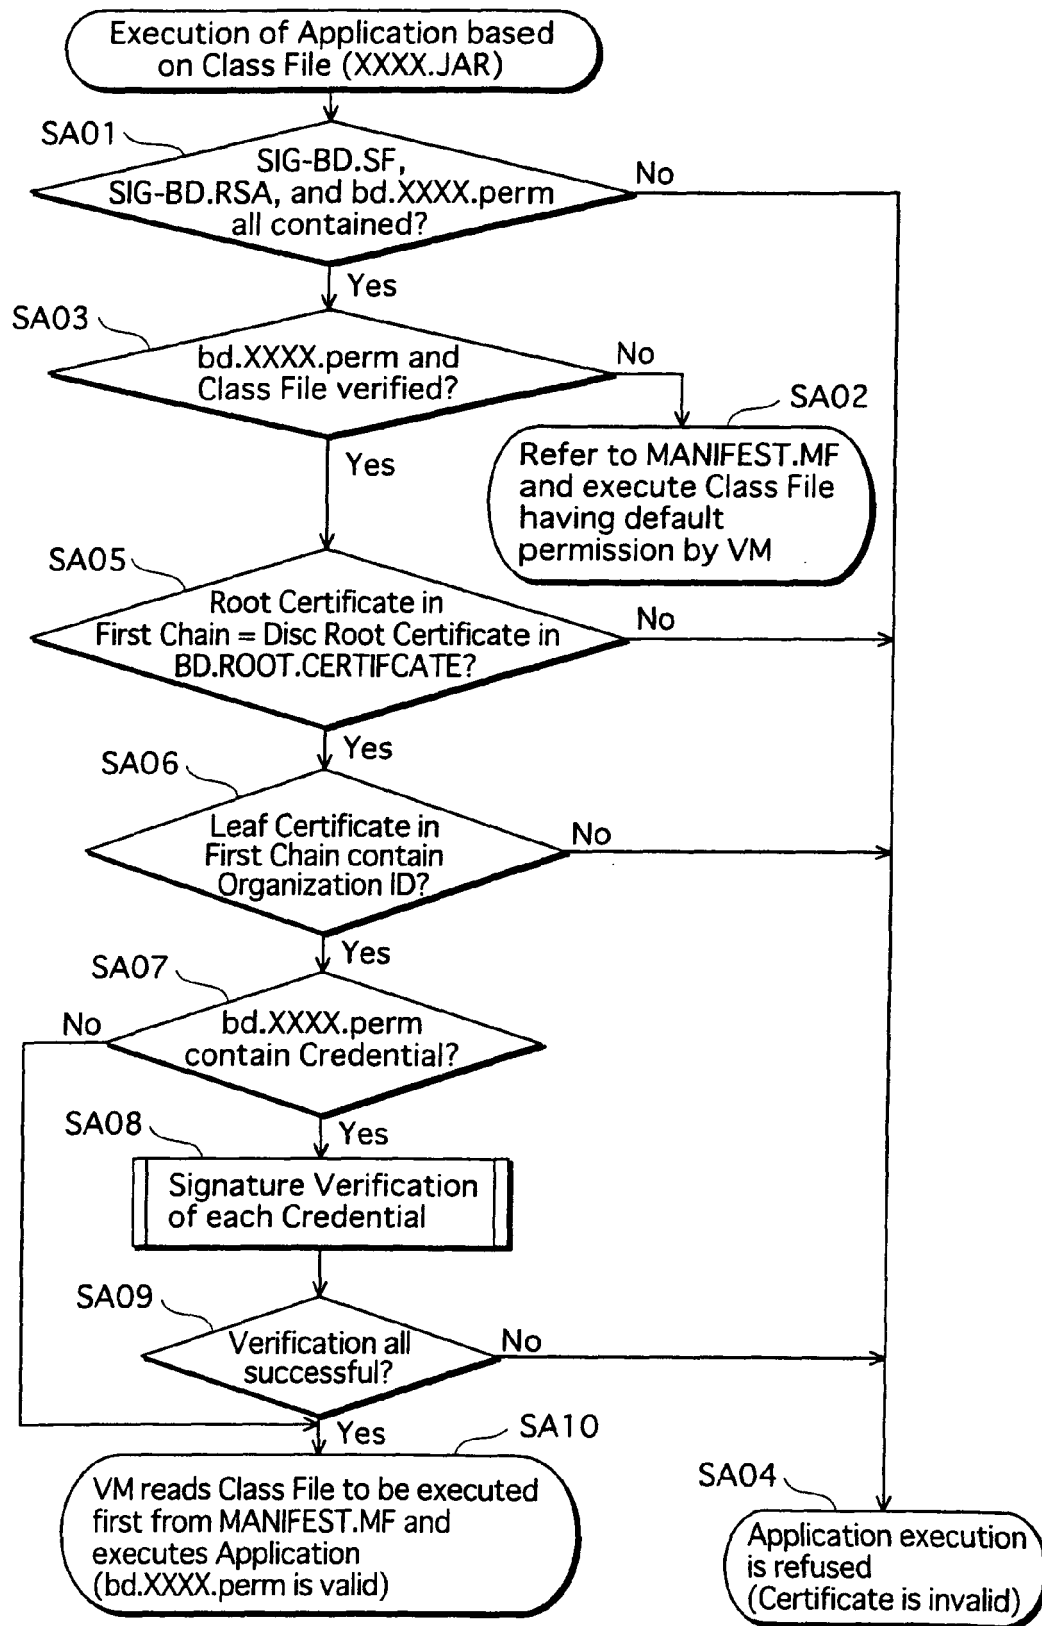 Execution of Application based
on Class File (XXXX.JAR)
SA01
SIG-BD.SF,
SIG-BD.RSA, and bd.XXXX.perm
all contained?
No
Yes
SA03
bd.XXXX.perm and
Class File verified?
No
SA02
Refer to MANIFEST.MF
and execute Class File
having default
permission by VM
Yes
SA05
Root Certificate in
First Chain = Disc Root Certificate in
BD.ROOT.CERTIFCATE?
No
Yes
SA06
Leaf Certificate in
First Chain contain
Organization ID?
No
Yes
SA07
No
bd.XXXX.perm
contain Credential?
Yes
SA08
Signature Verification
of each Credential
SA09
Verification all
successful?
No
Yes
SA10
VM reads Class File to be executed
first from MANIFEST.MF and
executes Application
(bd.XXXX.perm is valid)
SA04
Application execution
is refused
(Certificate is invalid)